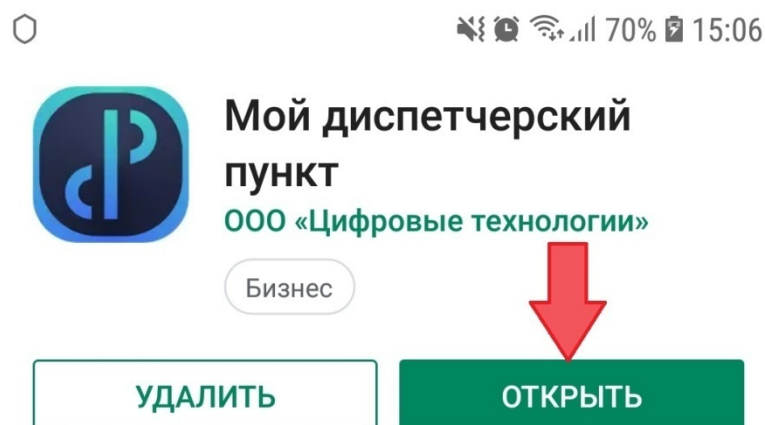 70% 15:06
Мой диспетчерский
пункт
ООО «Цифровые технологии»
Бизнес
УДАЛИТЬ ОТКРЫТЬ